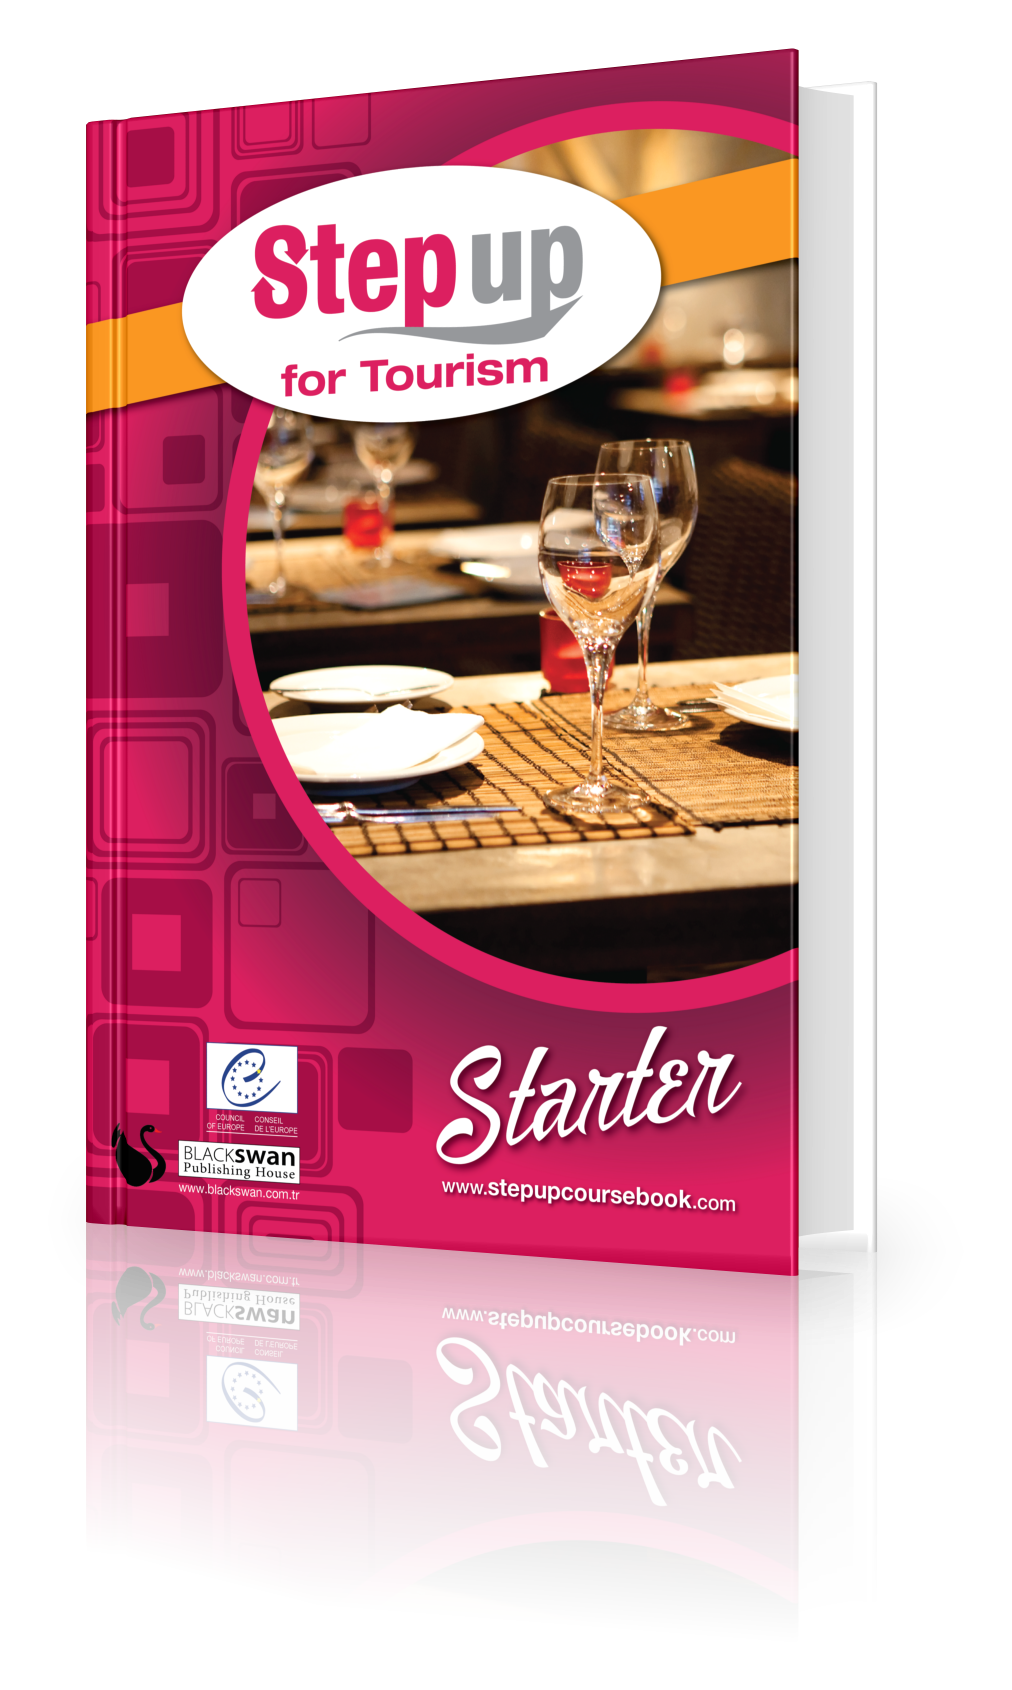 Step up
for Tourism
Starter
www.stepupcoursebook.com
COUNCIL OF EUROPE
CONSEIL DE L'EUROPE
BLACKswan
Publishing House
www.blackswan.com.tr